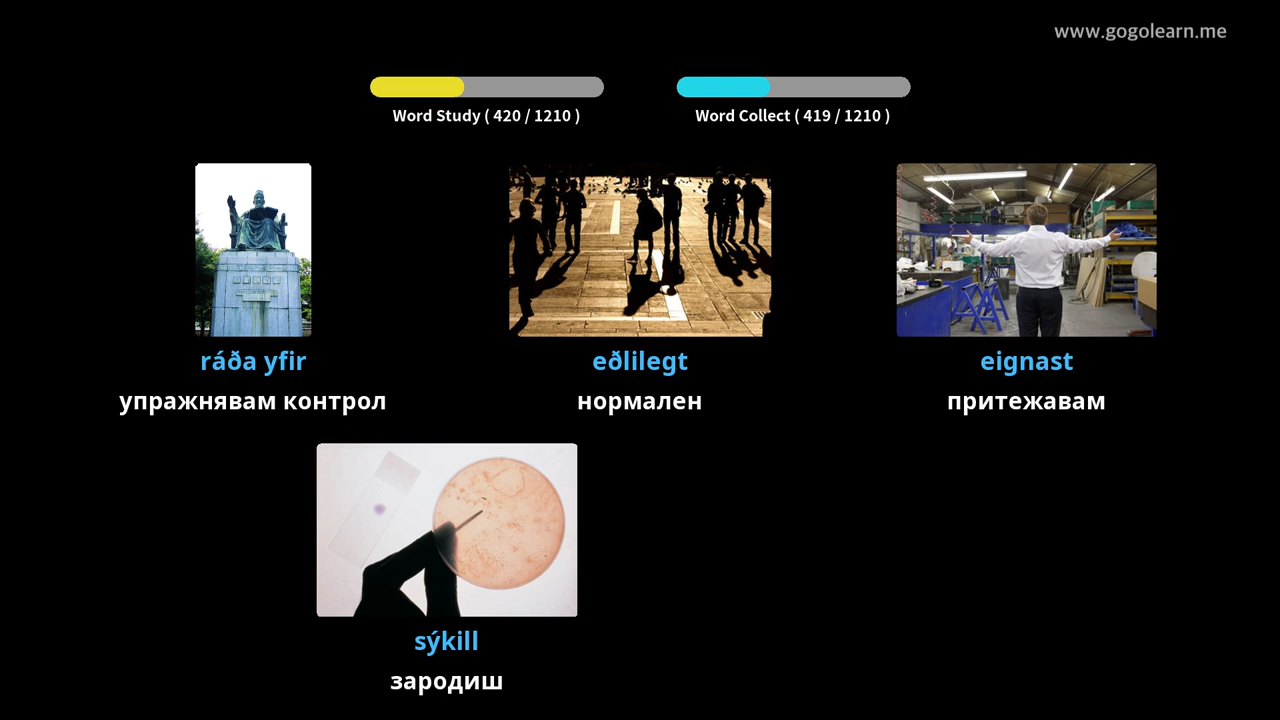 www.gogolearn.me
Word Study ( 420 / 1210 )
Word Collect ( 419 / 1210 )
ráða yfir
упражнявам контрол
eðlilegt
нормален
eignast
притежавам
sýkill
зародиш